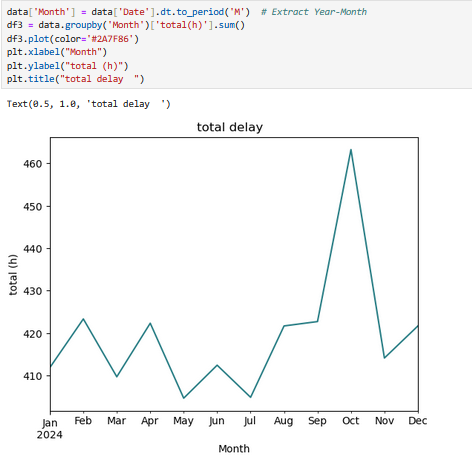 data['Month'] = data['Date'].dt.to_period('M')  # Extract Year-Month
df3 = data.groupby('Month')['total(h)'].sum()
df3.plot(color='#2A7F86')
plt.xlabel("Month")
plt.ylabel("total (h)")
plt.title("total delay  ")
Text(0.5, 1.0, 'total delay  ')
total delay
460
450
440
430
420
410
total (h)
Jan Feb Mar Apr May Jun Jul Aug Sep Oct Nov Dec
2024
Month